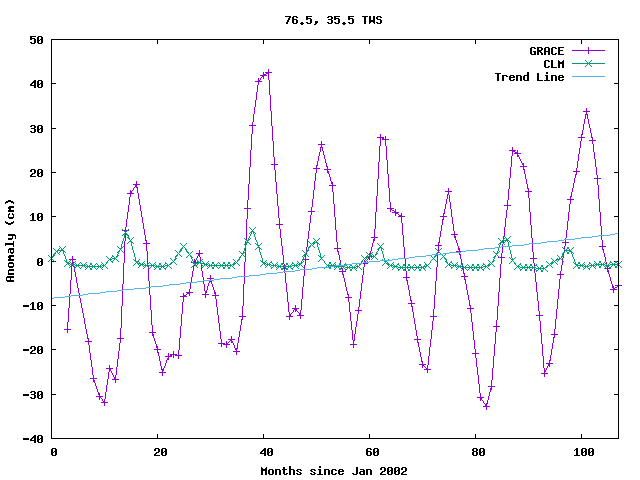 76.5, 35.5 TWS
GRACE
CLM
Trend Line
50
40
30
20
10
0
-10
-20
-30
-40
Anomaly (cm)
0 20 40 60 80 100
Months since Jan 2002